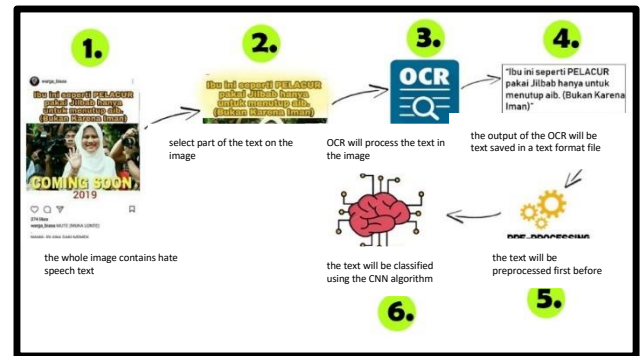 1.
2.
3.
4.
warga_biasa
Ibu ini seperti PELACUR
pakai Jilbab hanya
untuk menutup aib.
(Bukan Karena Iman)
COMING SOON
2019
274 likes
the whole image contains hate
speech text
Ibu ini seperti PELACUR
pakai Jilbab hanya
untuk menutup aib.
(Bukan Karena Iman)
select part of the text on the
image
OCR
OCR will process the text in
the image
"Ibu ini seperti PELACUR
pakai Jilbab hanya untuk
menutup aib. (Bukan Karena
Iman)"
the output of the OCR will be
text saved in a text format file
PRE-PROCESSING
the text will be
preprocessed first before
5.
the text will be classified
using the CNN algorithm
6.